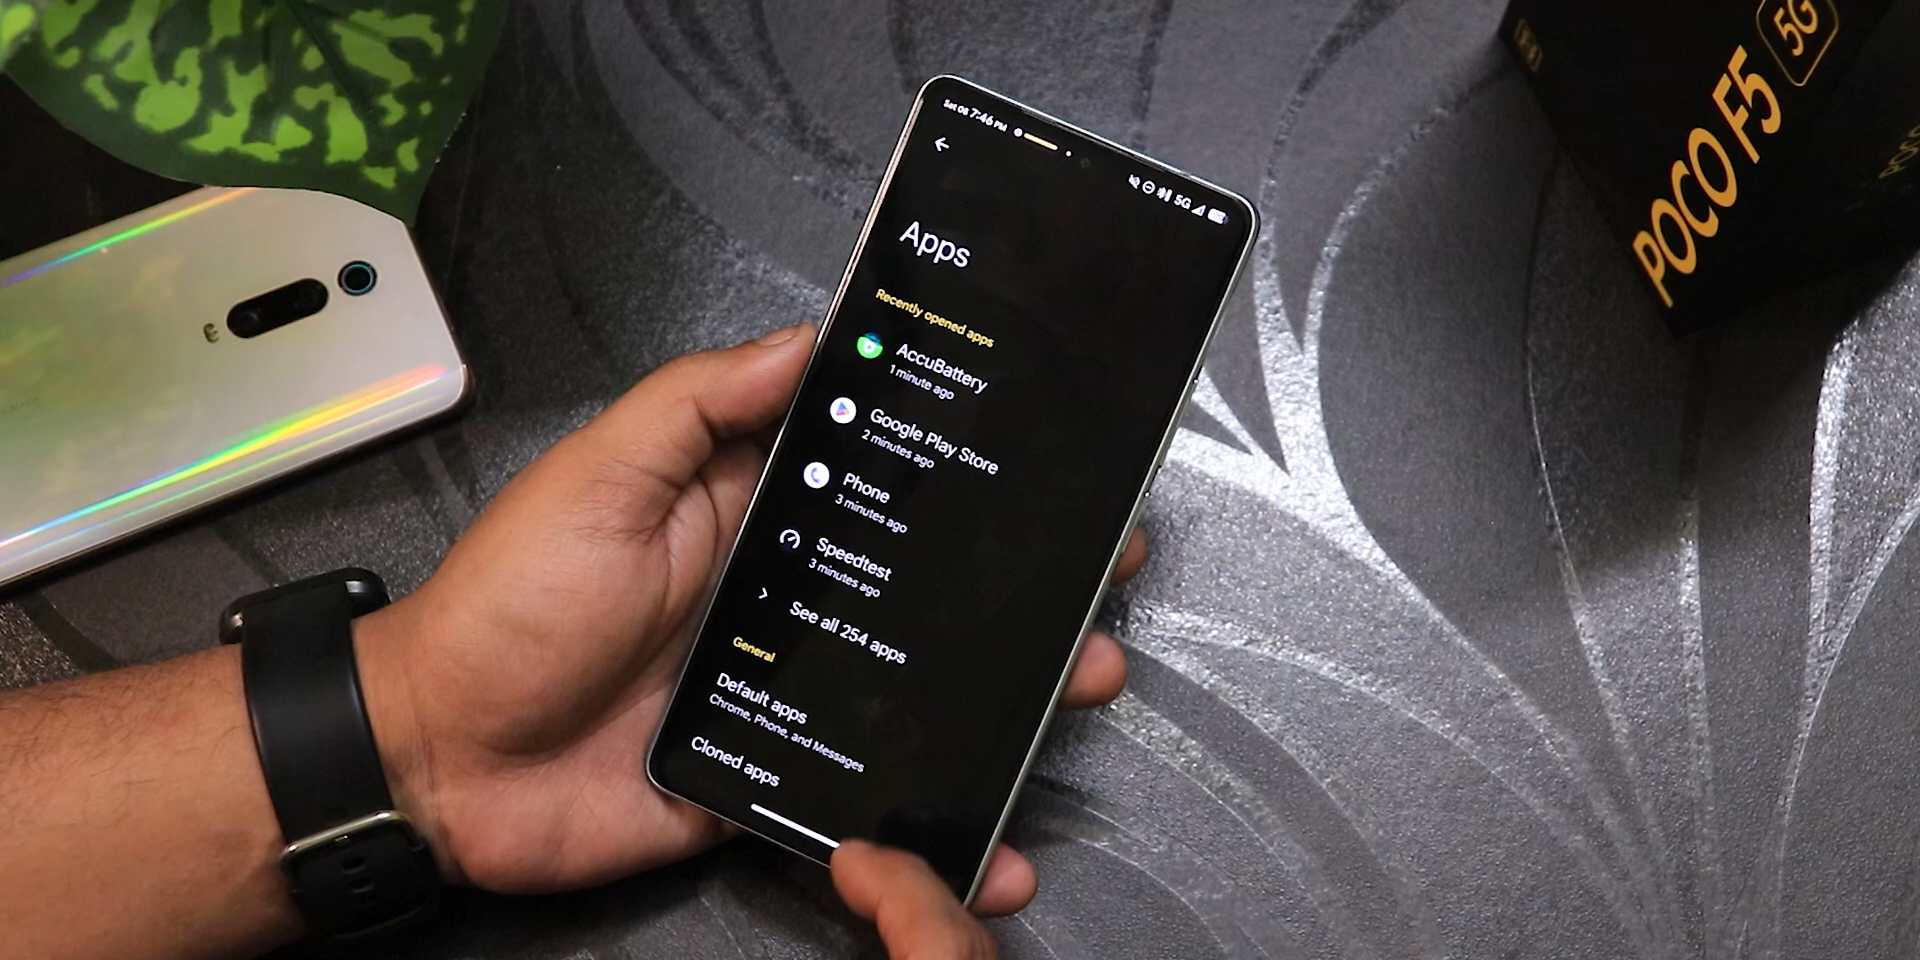 Sat 08 7:46 PM
5G
Apps
Recently opened apps
AccuBattery
1 minute ago
Google Play Store
2 minutes ago
Phone
3 minutes ago
Speedtest
3 minutes ago
See all 254 apps
General
Default apps
Chrome, Phone, and Messages
Cloned apps
POCO F5 5G